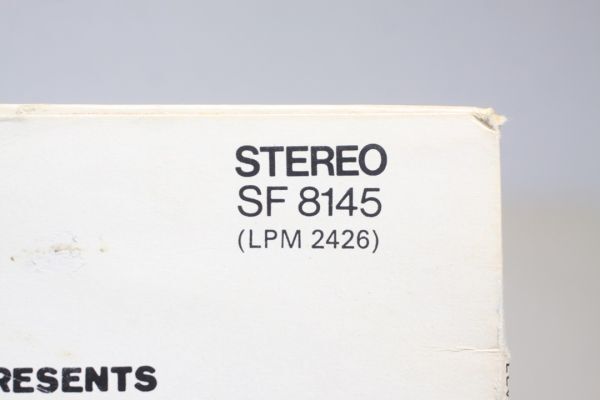 STEREO
SF 8145
(LPM 2426)
RESENTS